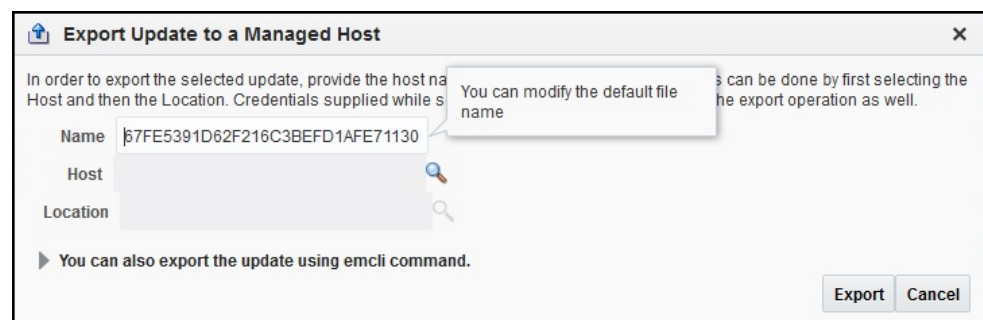 Export Update to a Managed Host
In order to export the selected update, provide the host na s can be done by first selecting the
Host and then the Location. Credentials supplied while s he export operation as well.
You can modify the default file
name
Name 67FE5391D62F216C3BEFD1AFE71130
Host
Location
You can also export the update using emcli command.
Export Cancel